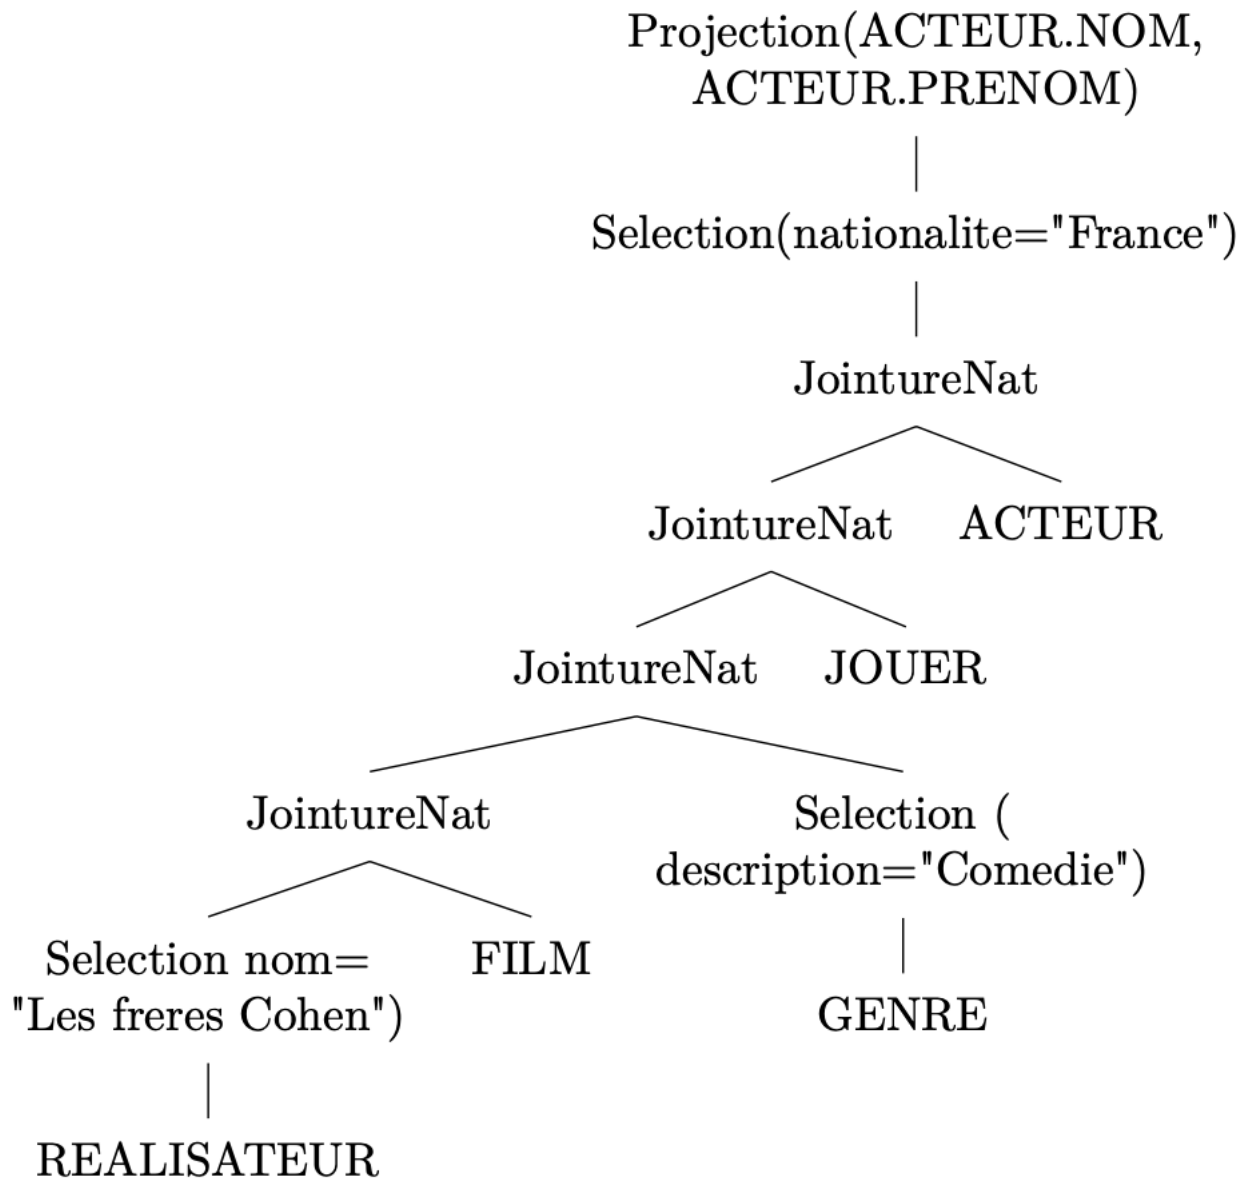 Projection(ACTEUR.NOM,
ACTEUR.PRENOM)
Selection(nationalite="France")
JointureNat
JointureNat ACTEUR
JointureNat JOUER
JointureNat
Selection (
description="Comedie")
Selection nom=
"Les freres Cohen")
FILM
GENRE
REALISATEUR